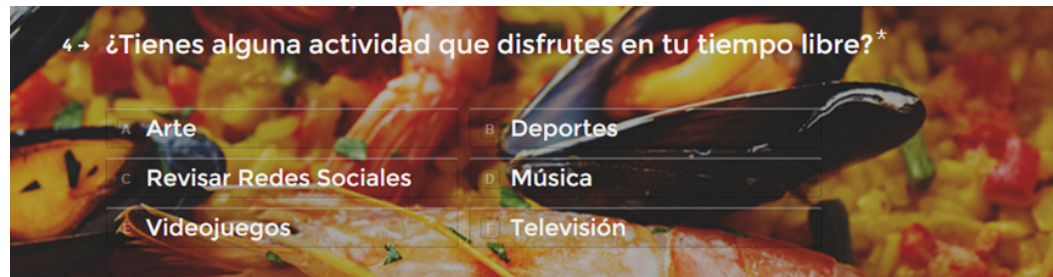 4→ ¿Tienes alguna actividad que disfrutes en tu tiempo libre?*
A Arte
B Deportes
C Revisar Redes Sociales
D Música
E Videojuegos
F Televisión